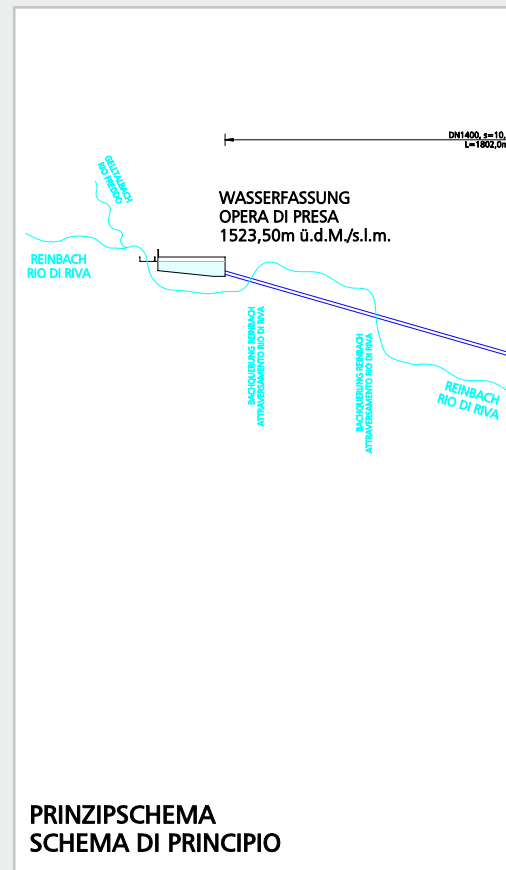 DN1400, s=10,
L=1802,0m
GELLTALBACH
RIO FREDDO
WASSERFASSUNG
OPERA DI PRESA
1523,50m ü.d.M./s.l.m.
REINBACH
RIO DI RIVA
BACHQUERUNG REINBACH
ATTRAVERSAMENTO RIO DI RIVA
BACHQUERUNG REINBACH
ATTRAVERSAMENTO RIO DI RIVA
REINBACH
RIO DI RIVA
PRINZIPSCHEMA
SCHEMA DI PRINCIPIO